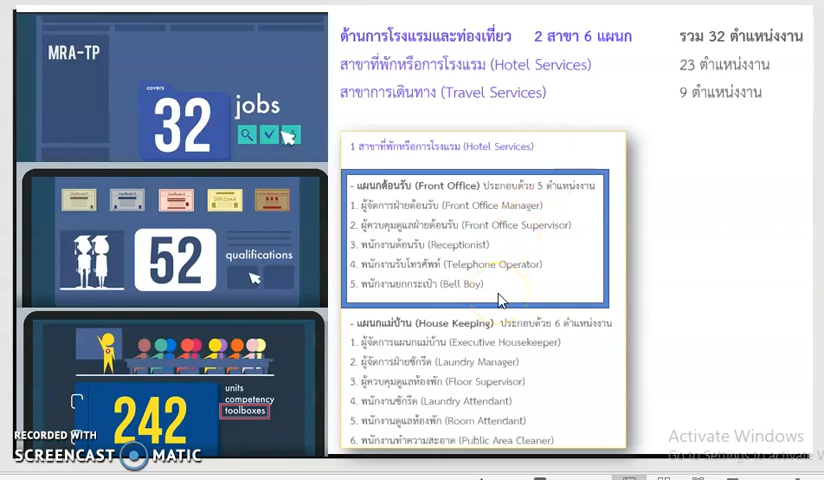 MRA-TP
covers
32
jobs
52
qualifications
242
units
competency
toolboxes
RECORDED WITH
SCREENCAST MATIC
ด้านการโรงแรมและท่องเที่ยว 2 สาขา 6 แผนก รวม 32 ตำแหน่งงาน
สาขาที่พักหรือการโรงแรม (Hotel Services) 23 ตำแหน่งงาน
สาขาการเดินทาง (Travel Services) 9 ตำแหน่งงาน
1 สาขาที่พักหรือการโรงแรม (Hotel Services)
- แผนกต้อนรับ (Front Office) ประกอบด้วย 5 ตำแหน่งงาน
1. ผู้จัดการฝ่ายต้อนรับ (Front Office Manager)
2. ผู้ควบคุมดูแลฝ่ายต้อนรับ (Front Office Supervisor)
3. พนักงานต้อนรับ (Receptionist)
4. พนักงานรับโทรศัพท์ (Telephone Operator)
5. พนักงานยกกระเป๋า (Bell Boy)
- แผนกแม่บ้าน (House Keeping) ประกอบด้วย 6 ตำแหน่งงาน
1. ผู้จัดการแผนกแม่บ้าน (Executive Housekeeper)
2. ผู้จัดการฝ่ายซักรีด (Laundry Manager)
3. ผู้ควบคุมดูแลห้องพัก (Floor Supervisor)
4. พนักงานซักรีด (Laundry Attendant)
5. พนักงานดูแลห้องพัก (Room Attendant)
6. พนักงานทำความสะอาด (Public Area Cleaner)
Activate Windows
Go to Settings to activate W